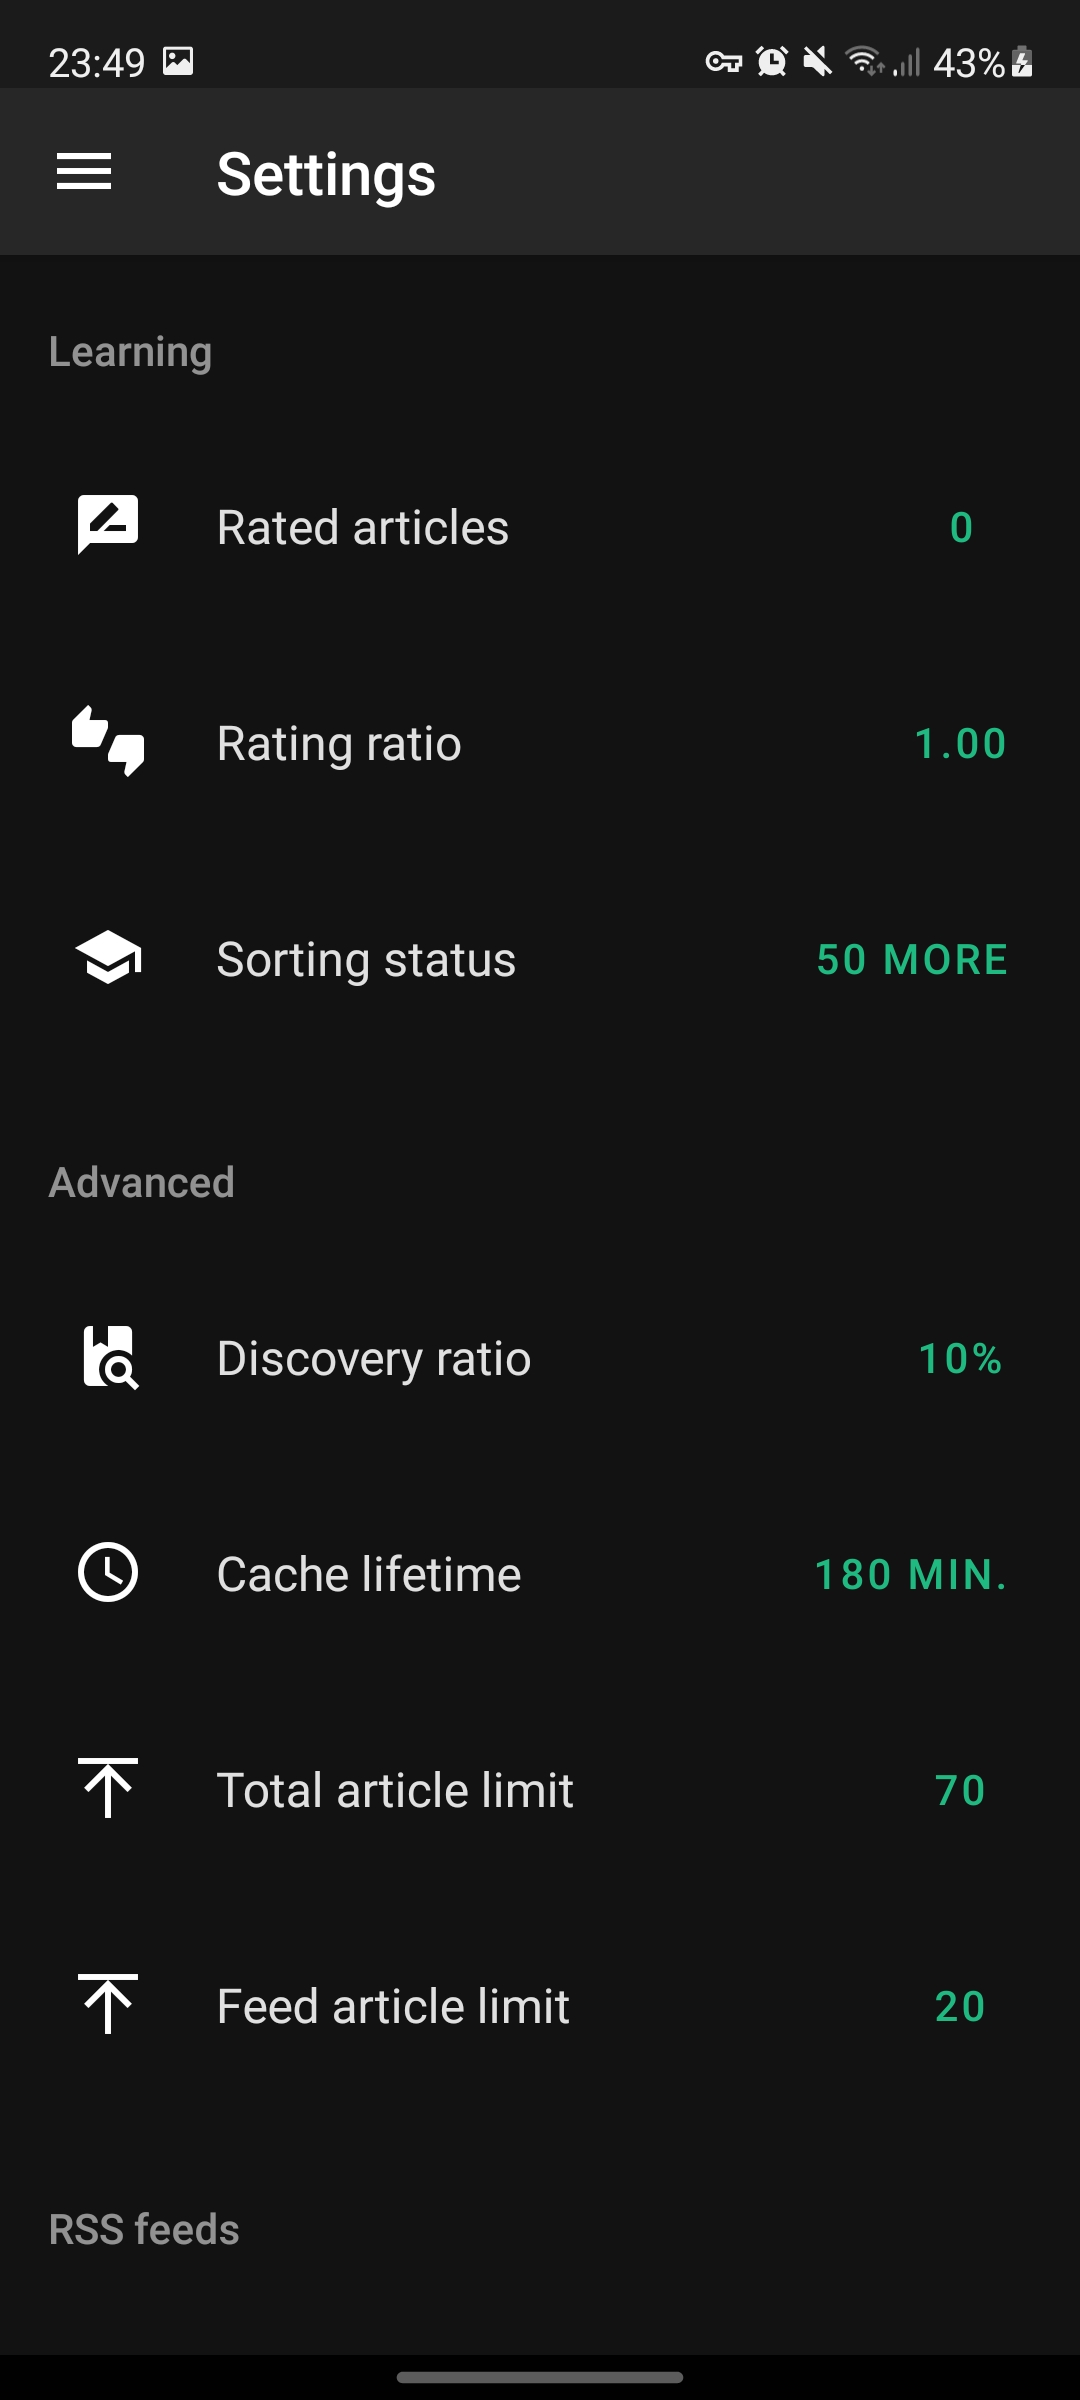 23:49 43%
Settings
Learning
Rated articles 0
Rating ratio 1.00
Sorting status 50 MORE
Advanced
Discovery ratio 10%
Cache lifetime 180 MIN.
Total article limit 70
Feed article limit 20
RSS feeds